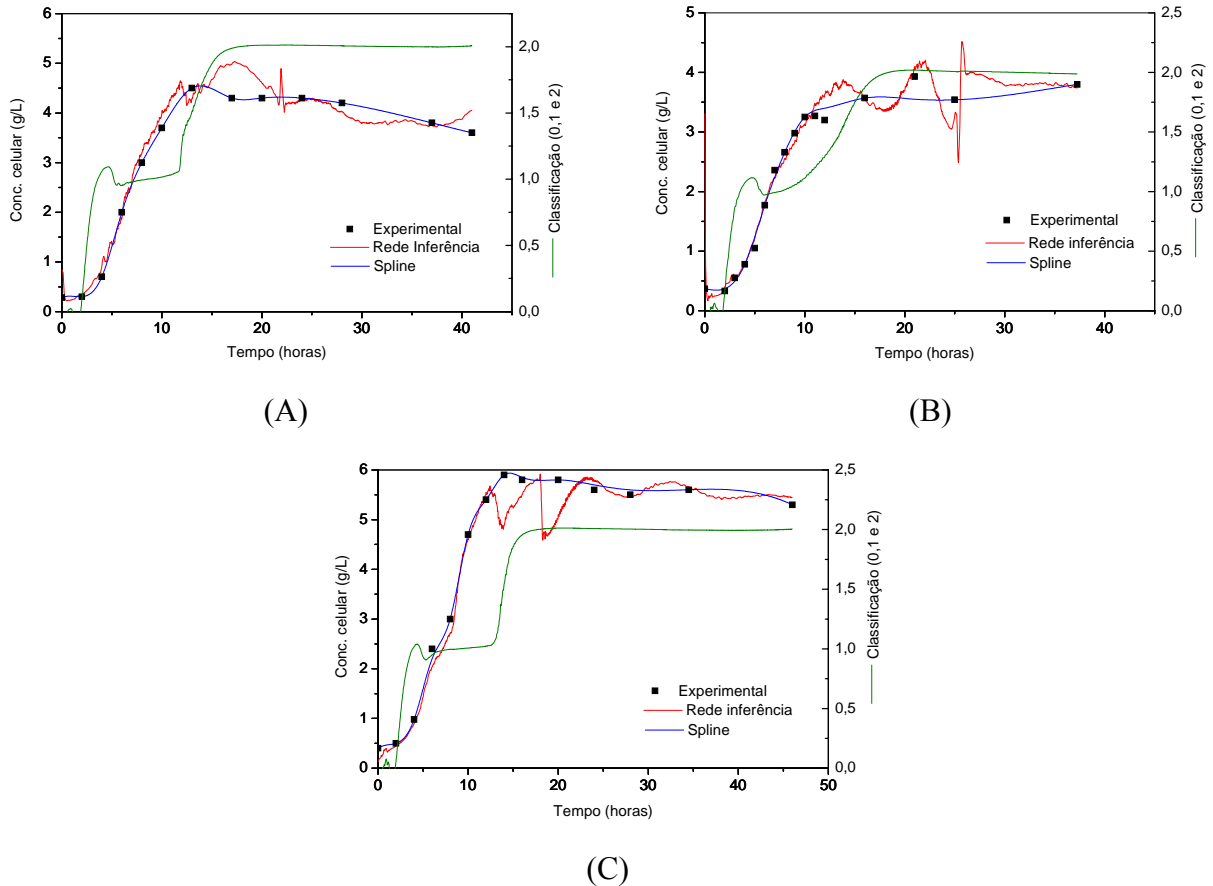 6
5
4
3
2
1
0
Conc. celular (g/L)
0 10 20 30 40
Tempo (horas)
2,0
1,5
1,0
0,5
0,0
Classificação (0,1 e 2)
Experimental
Rede Inferência
Spline
(A)
5
4
3
2
1
0
Conc. celular (g/L)
0 10 20 30 40
Tempo (horas)
2,5
2,0
1,5
1,0
0,5
0,0
Classificação (0,1 e 2)
Experimental
Rede inferência
Spline
(B)
6
5
4
3
2
1
0
Conc. celular (g/L)
0 10 20 30 40 50
Tempo (horas)
2,5
2,0
1,5
1,0
0,5
0,0
Classificação (0,1 e 2)
Experimental
Rede inferência
Spline
(C)